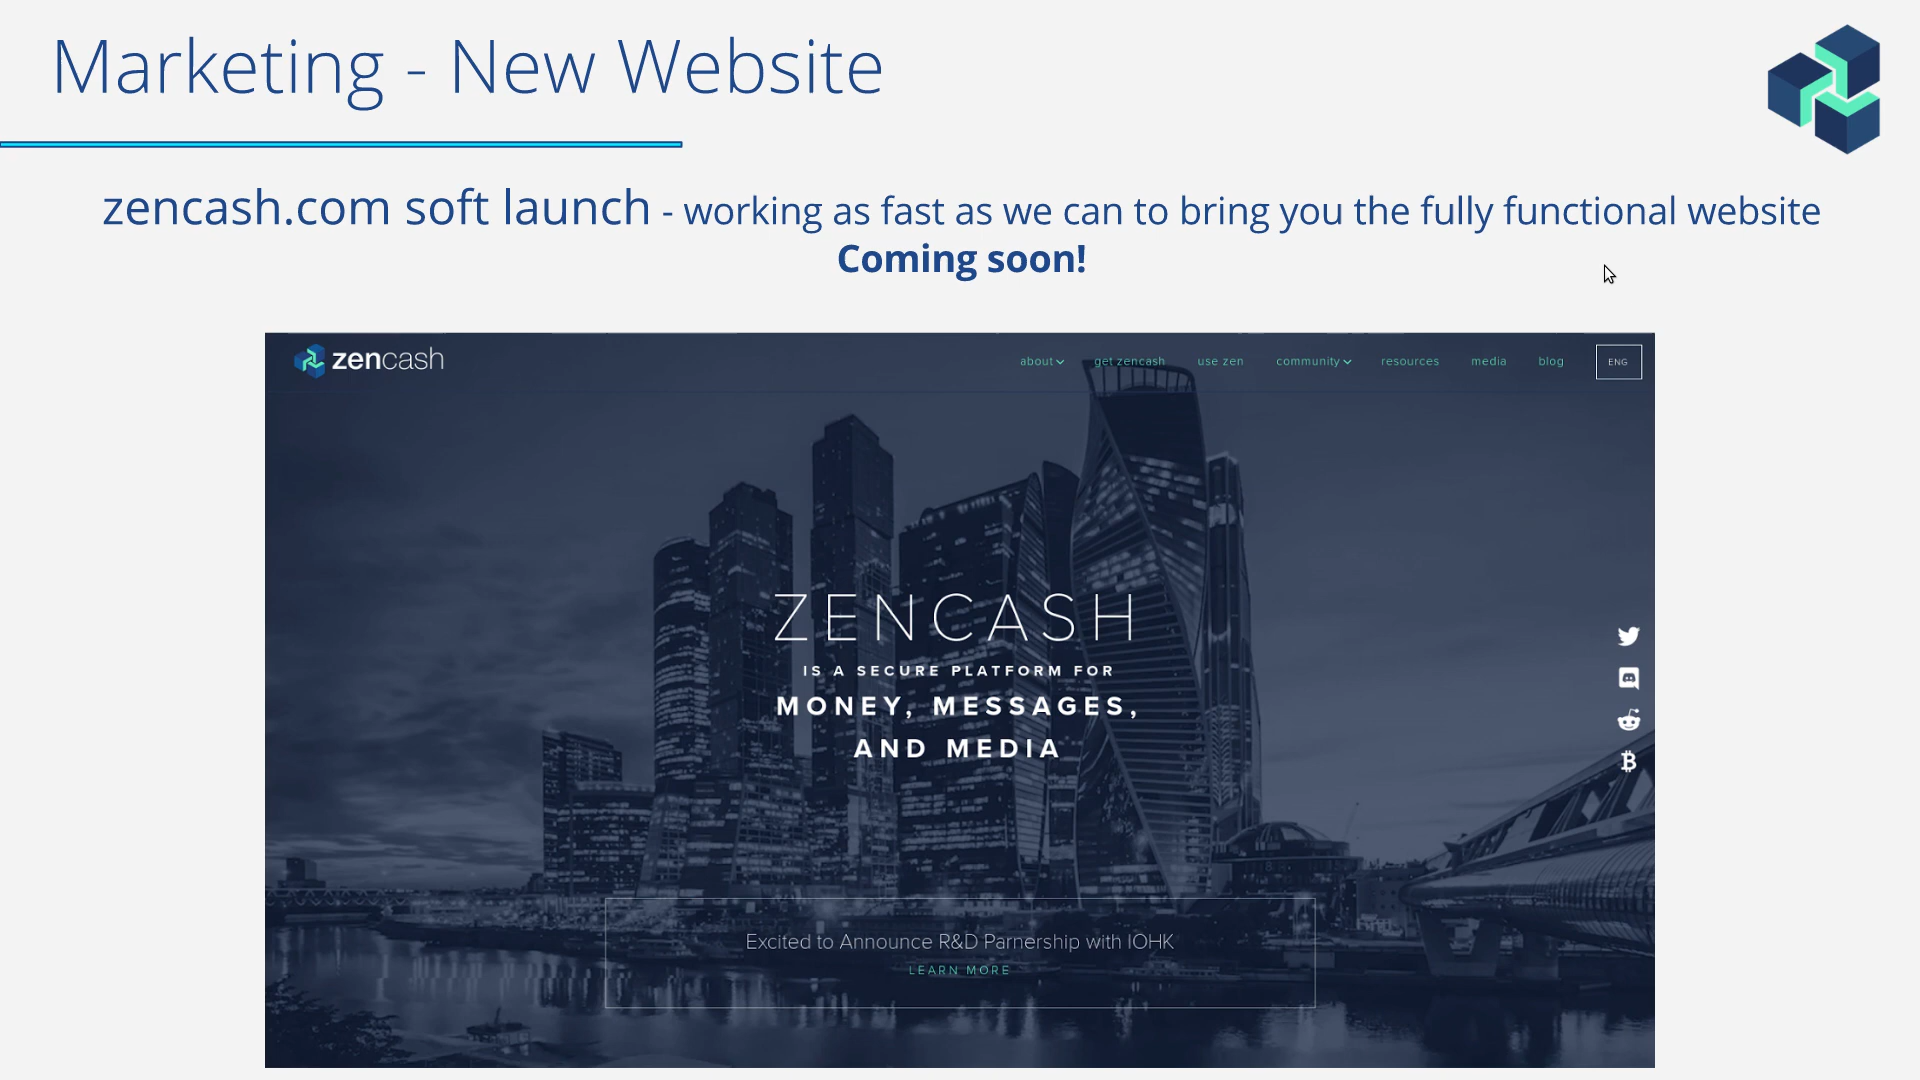 Marketing - New Website
zencash.com soft launch - working as fast as we can to bring you the fully functional website
Coming soon!
zencash
about get zencash use zen community resources media blog ENG
ZENCASH
IS A SECURE PLATFORM FOR
MONEY, MESSAGES,
AND MEDIA
Excited to Announce R&D Parnership with IOHK
LEARN MORE